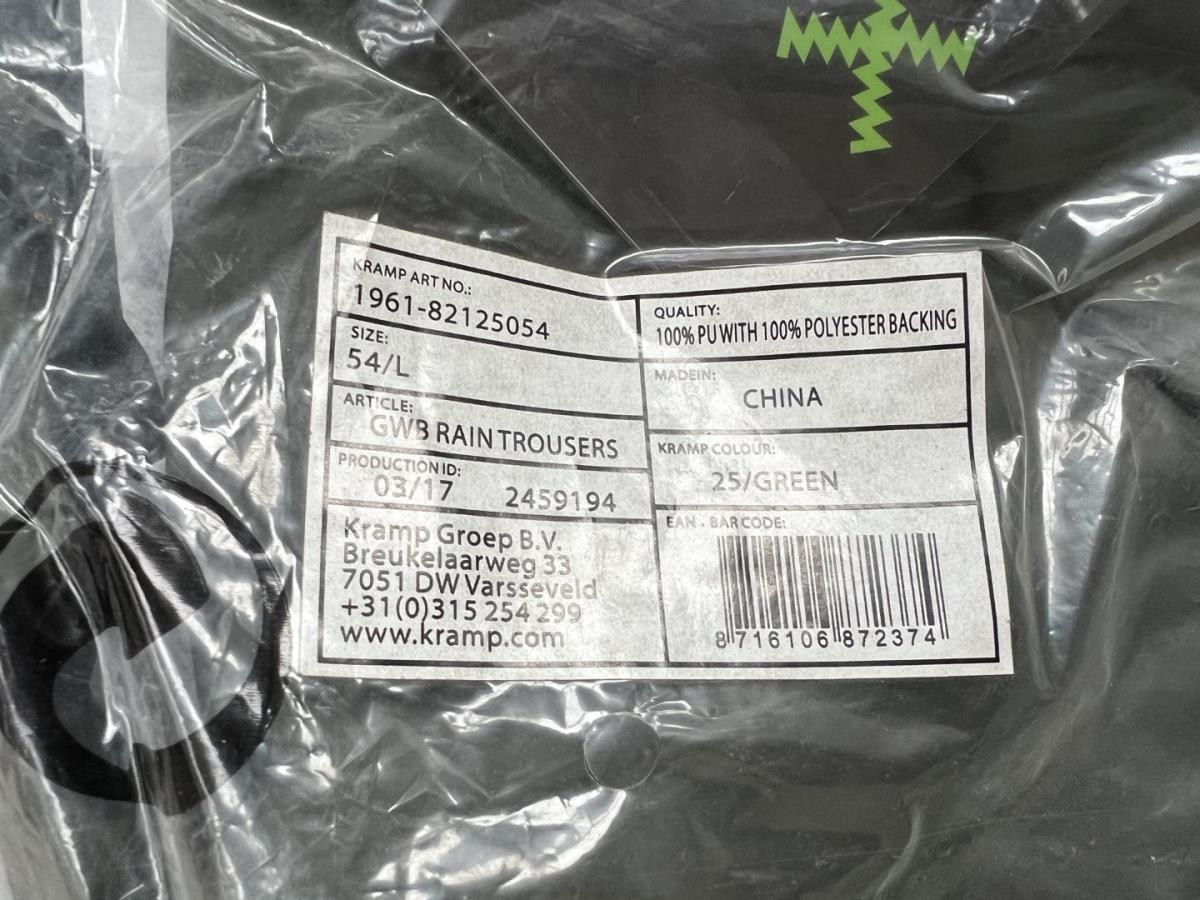 KRAMP ART NO.:
1961-82125054
SIZE:
54/L
ARTICLE:
GWB RAIN TROUSERS
PRODUCTION ID:
03/17 2459194
Kramp Groep B.V.
Breukelaarweg 33
7051 DW Varsseveld
+31(0)315 254 299
www.kramp.com
QUALITY:
100% PU WITH 100% POLYESTER BACKING
MADEIN:
CHINA
KRAMP COLOUR:
25/GREEN
EAN - BAR CODE:
8 716106 872374